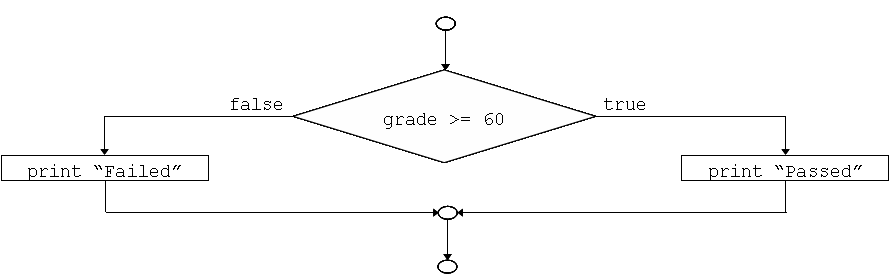 false
true
grade >= 60
print “Failed”
print “Passed”